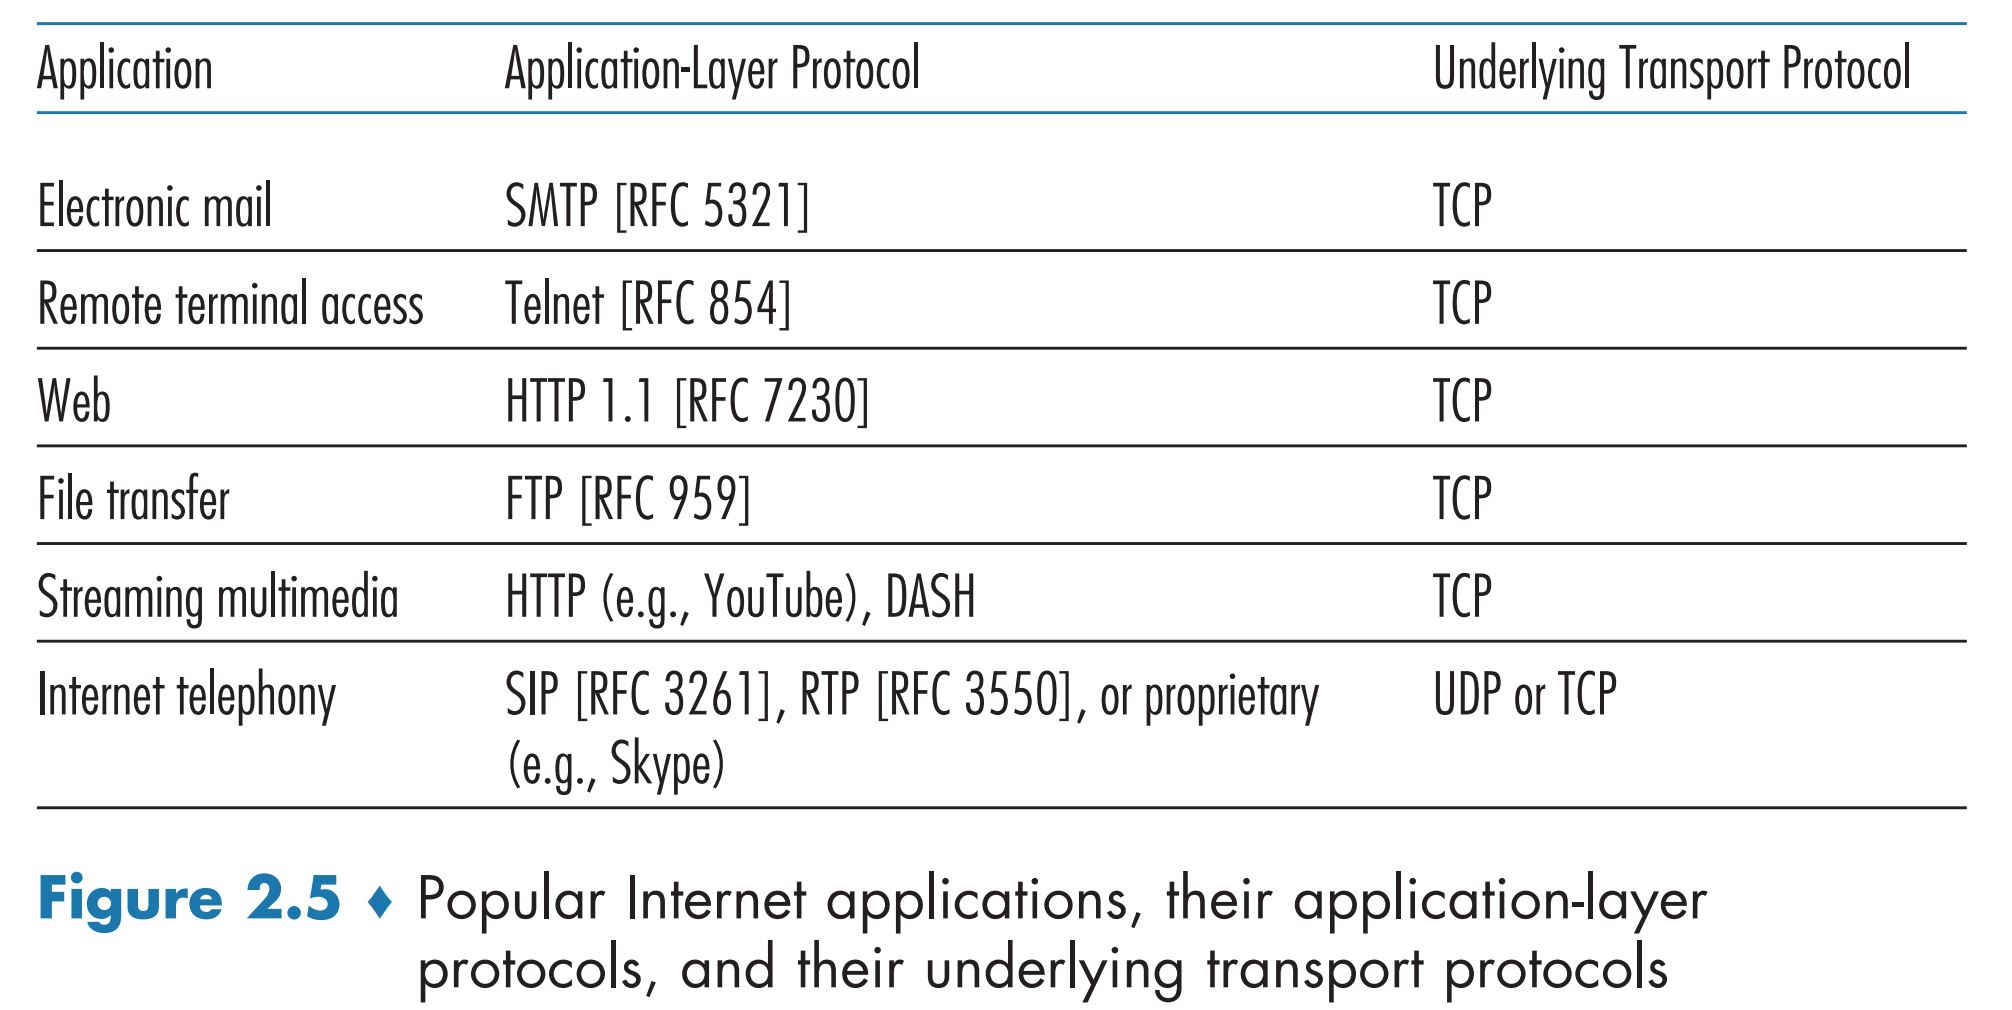 Application Application-Layer Protocol Underlying Transport Protocol
Electronic mail SMTP [RFC 5321] TCP
Remote terminal access Telnet [RFC 854] TCP
Web HTTP 1.1 [RFC 7230] TCP
File transfer FTP [RFC 959] TCP
Streaming multimedia HTTP (e.g., YouTube), DASH TCP
Internet telephony SIP [RFC 3261], RTP [RFC 3550], or proprietary UDP or TCP
(e.g., Skype)
Figure 2.5 ♦ Popular Internet applications, their application-layer
protocols, and their underlying transport protocols